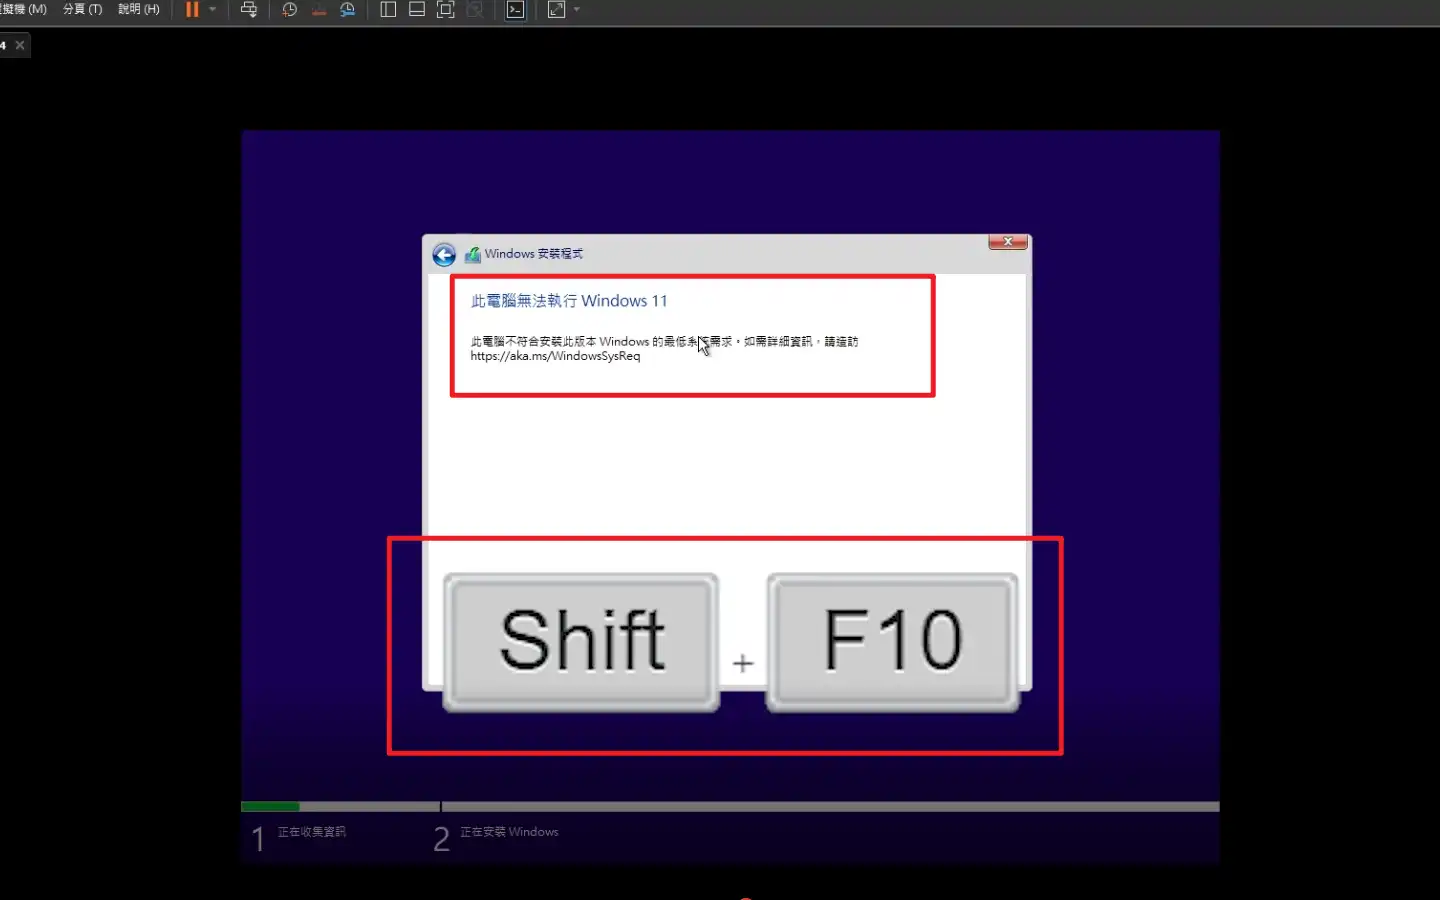 擬機 (M) 分頁 (T) 說明 (H)
4
Windows 安裝程式
此電腦無法執行 Windows 11
此電腦不符合安裝此版本 Windows 的最低系統需求。如需詳細資訊，請造訪
https://aka.ms/WindowsSysReq
Shift + F10
1 正在收集資訊 2 正在安裝 Windows